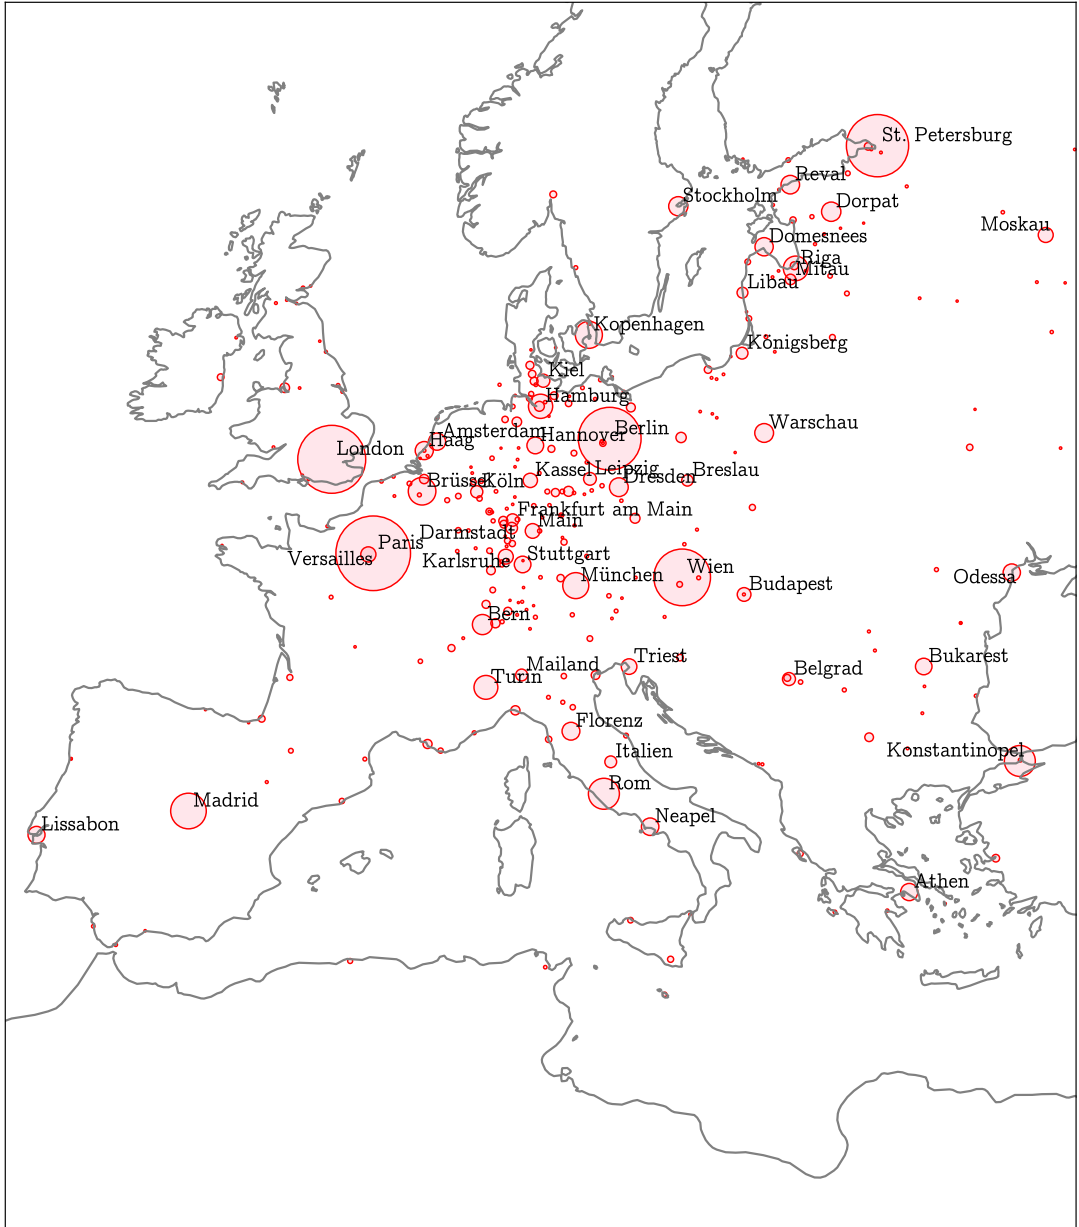 St. Petersburg
Reval
Stockholm
Dorpat
Moskau
Domesnees
Riga
Mitau
Libau
Kopenhagen
Königsberg
Kiel
Hamburg
Warschau
Berlin
Amsterdam
Hannover
Haag
London
Kassel
Leipzig
Breslau
Dresden
Brüssel
Köln
Frankfurt am Main
Main
Darmstadt
Paris
Versailles
Karlsruhe
Stuttgart
Wien
München
Odessa
Budapest
Bern
Triest
Bukarest
Mailand
Belgrad
Turin
Florenz
Konstantinopel
Italien
Rom
Madrid
Neapel
Lissabon
Athen